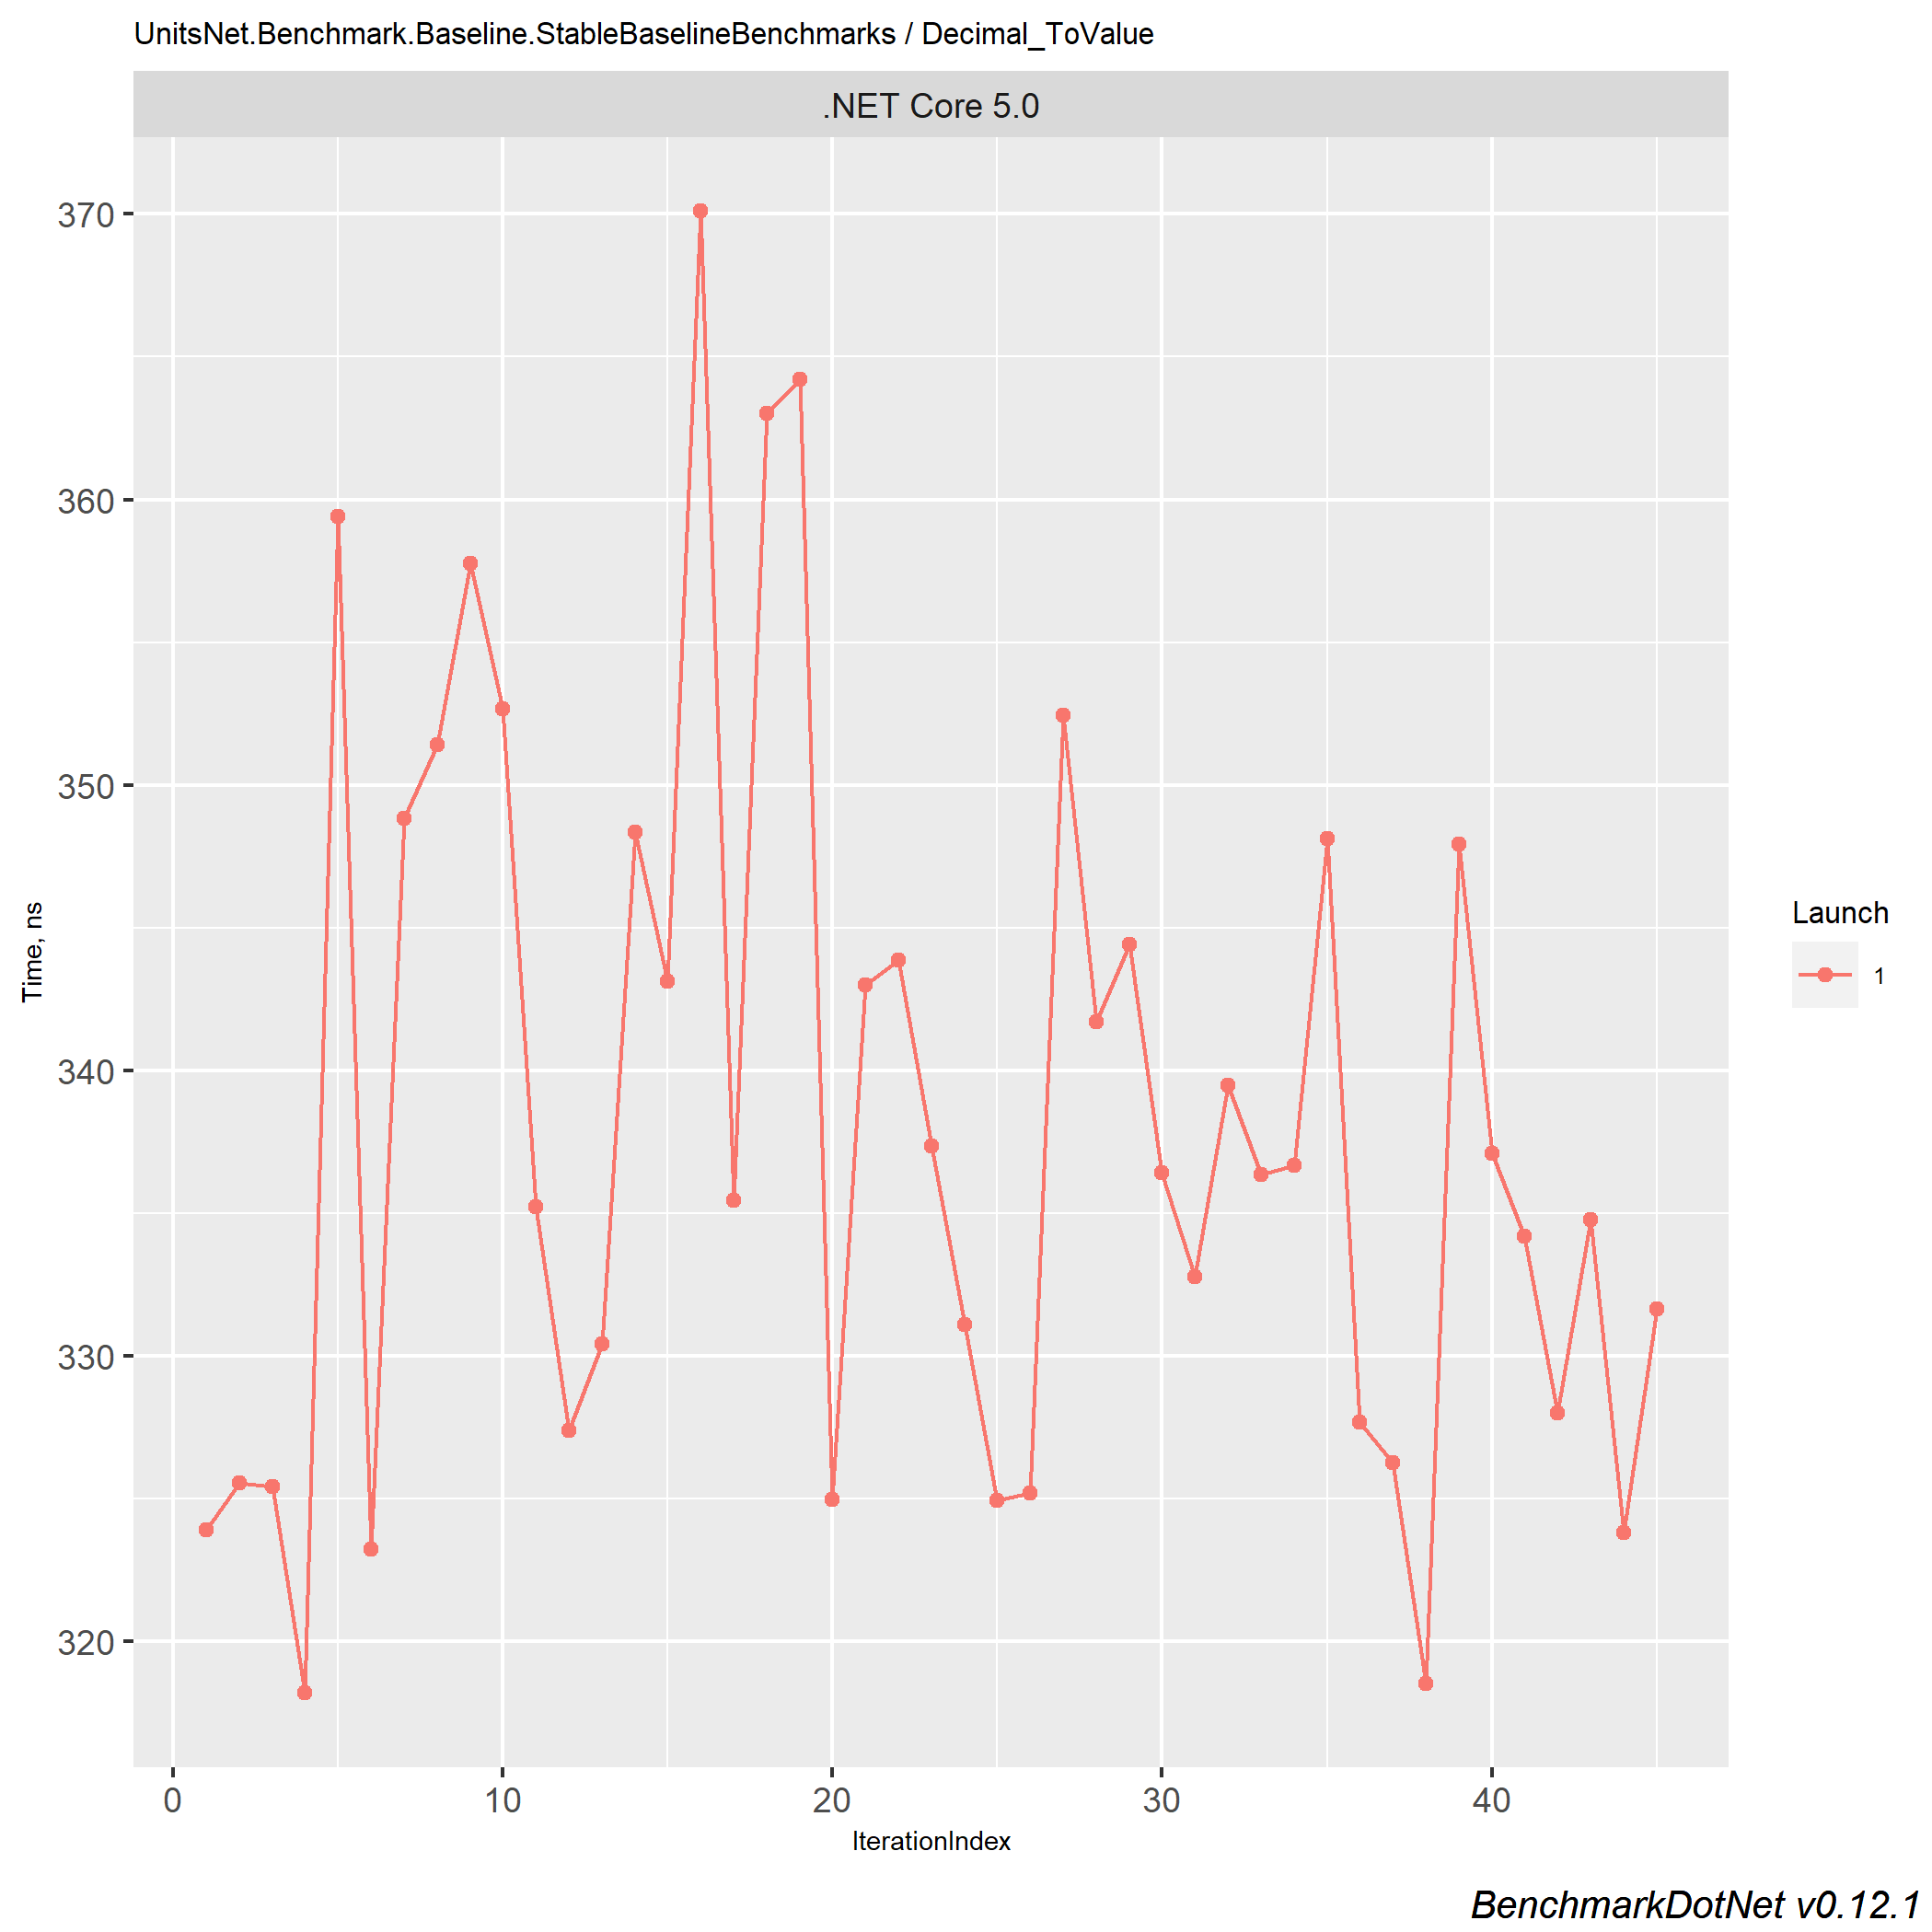 UnitsNet.Benchmark.Baseline.StableBaselineBenchmarks / Decimal_ToValue
.NET Core 5.0
370
360
350
340
330
320
Time, ns
0 10 20 30 40
IterationIndex
Launch
1
BenchmarkDotNet v0.12.1